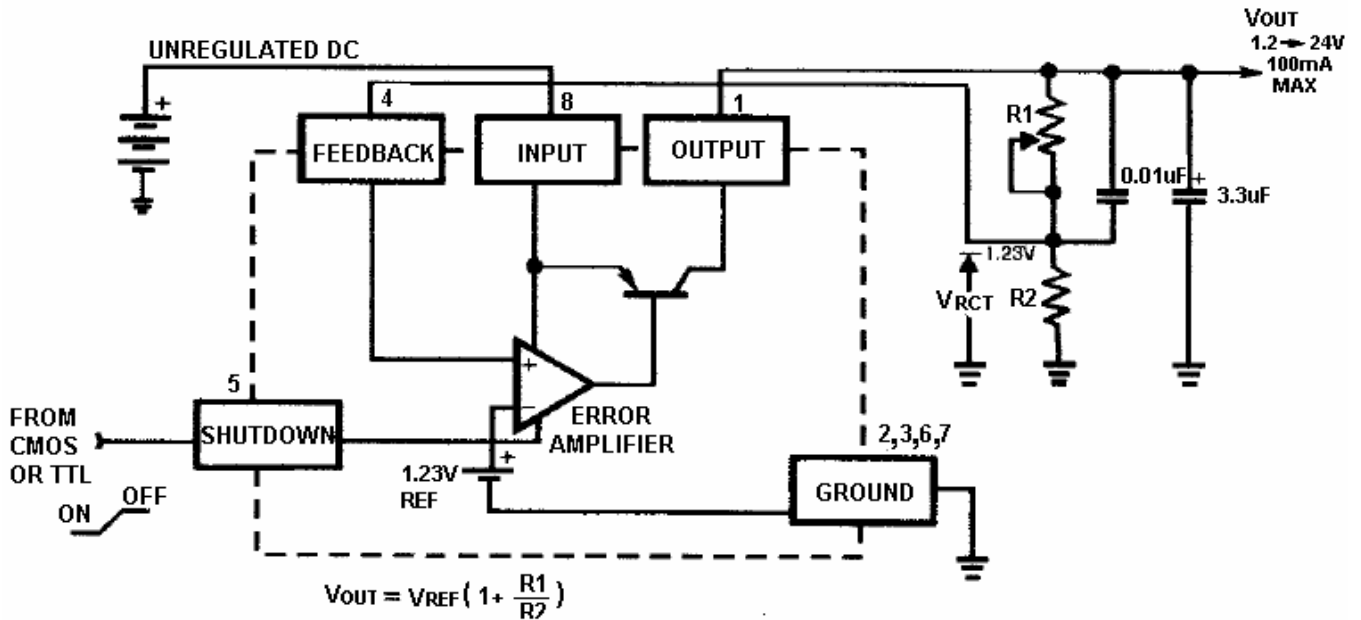 UNREGULATED DC
+
4
8
1
FEEDBACK
INPUT
OUTPUT
VOUT
1.2→24V
100mA
MAX
R1
0.01uF
+
3.3uF
1.23V
VRCT
R2
5
SHUTDOWN
FROM
CMOS
OR TTL
ON
OFF
+
−
ERROR
AMPLIFIER
+
1.23V
REF
2,3,6,7
GROUND
VOUT = VREF(1+ R1/R2)